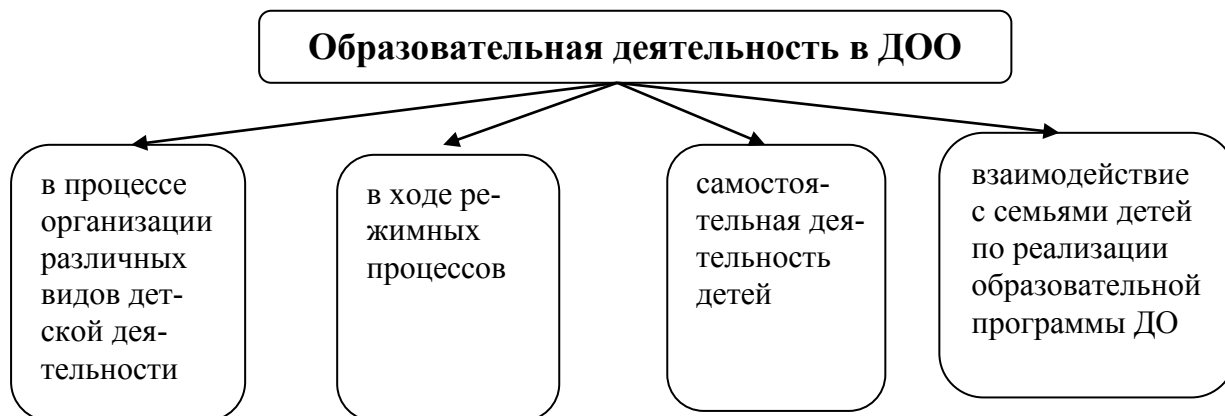 Образовательная деятельность в ДОО
в процессе
организации
различных
видов дет-
ской дея-
тельности
в ходе ре-
жимных
процессов
самостоя-
тельная дея-
тельность
детей
взаимодействие
с семьями детей
по реализации
образовательной
программы ДО